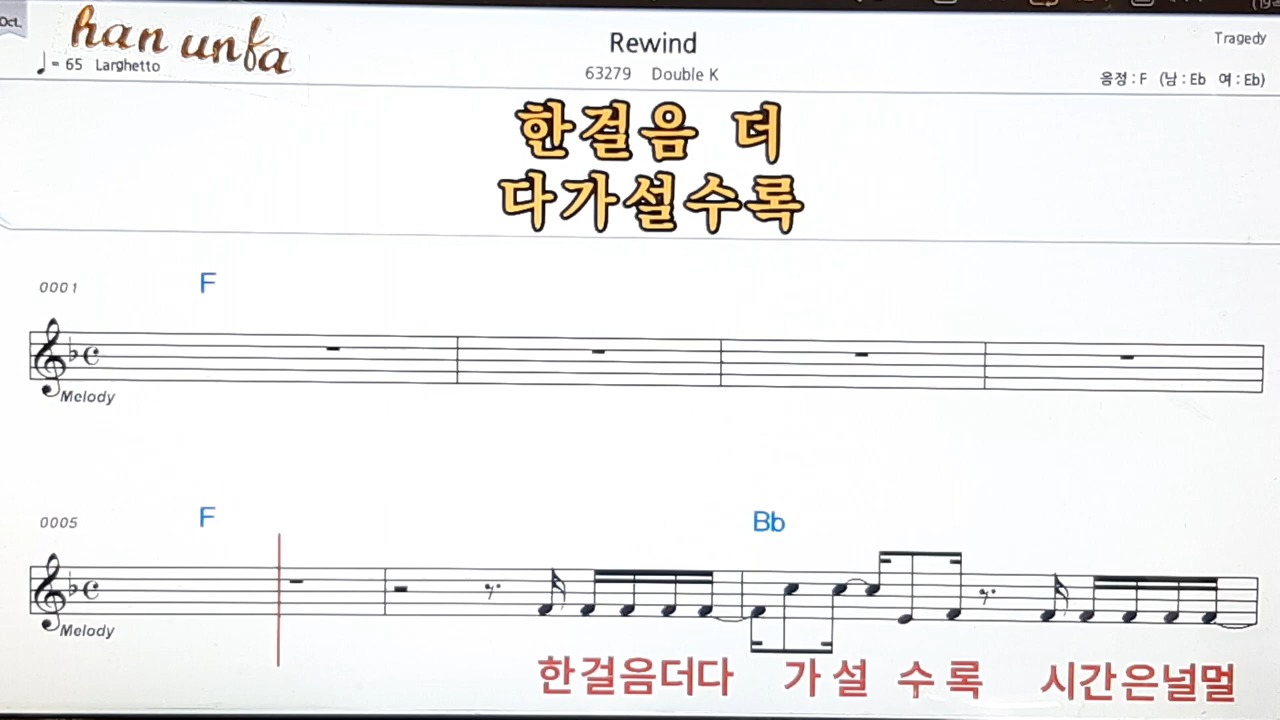 Oct.
han unfa
♩= 65 Larghetto
Rewind
63279 Double K
Tragedy
음정 : F (남 : Eb 여 : Eb)
한걸음 더
다가설수록
0001 F
Melody
0005 F Bb
Melody
한걸음더다 가설 수록 시간은널멀